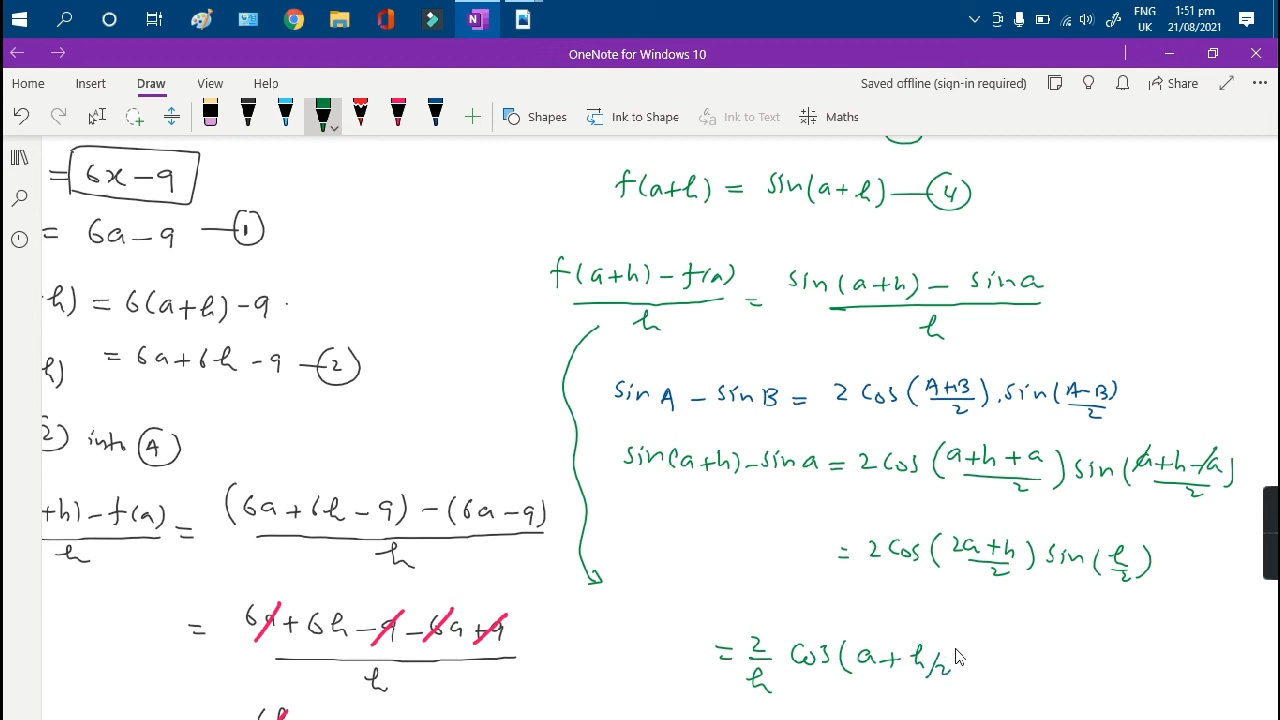 ENG
UK
1:51 pm
21/08/2021
OneNote for Windows 10
Home Insert Draw View Help
Saved offline (sign-in required)
Share
Shapes
Ink to Shape
Ink to Text
Maths
= 6x - 9
= 6a - 9 — 1
h) = 6(a+h) - 9 .
h) = 6a + 6h - 9 — 2
2) into 4
+h) - f(a) / h = (6a + 6h - 9) - (6a - 9) / h
= 6a + 6h - 9 - 6a + 9 / h
f(a+h) = sin(a+h) — 4
f(a+h) - f(a) / h = sin(a+h) - sin a / h
sin A - sin B = 2 cos(A+B / 2) . sin(A-B / 2)
sin(a+h) - sin a = 2 cos(a+h+a / 2) sin(a+h-a / 2)
= 2 cos(2a+h / 2) sin(h / 2)
= 2/h cos(a + h/2